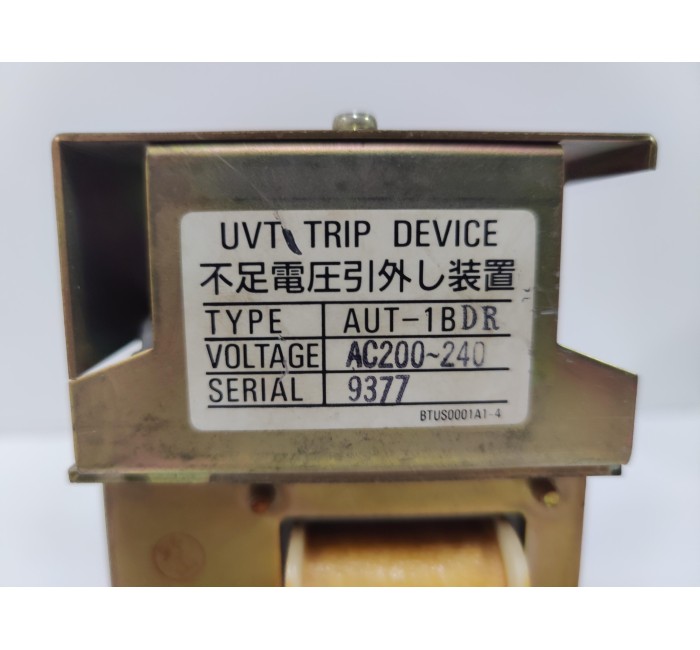 UVT TRIP DEVICE
不足電圧引外し装置
TYPE AUT-1BDR
VOLTAGE AC200~240
SERIAL 9377
BTUS0001A1-4